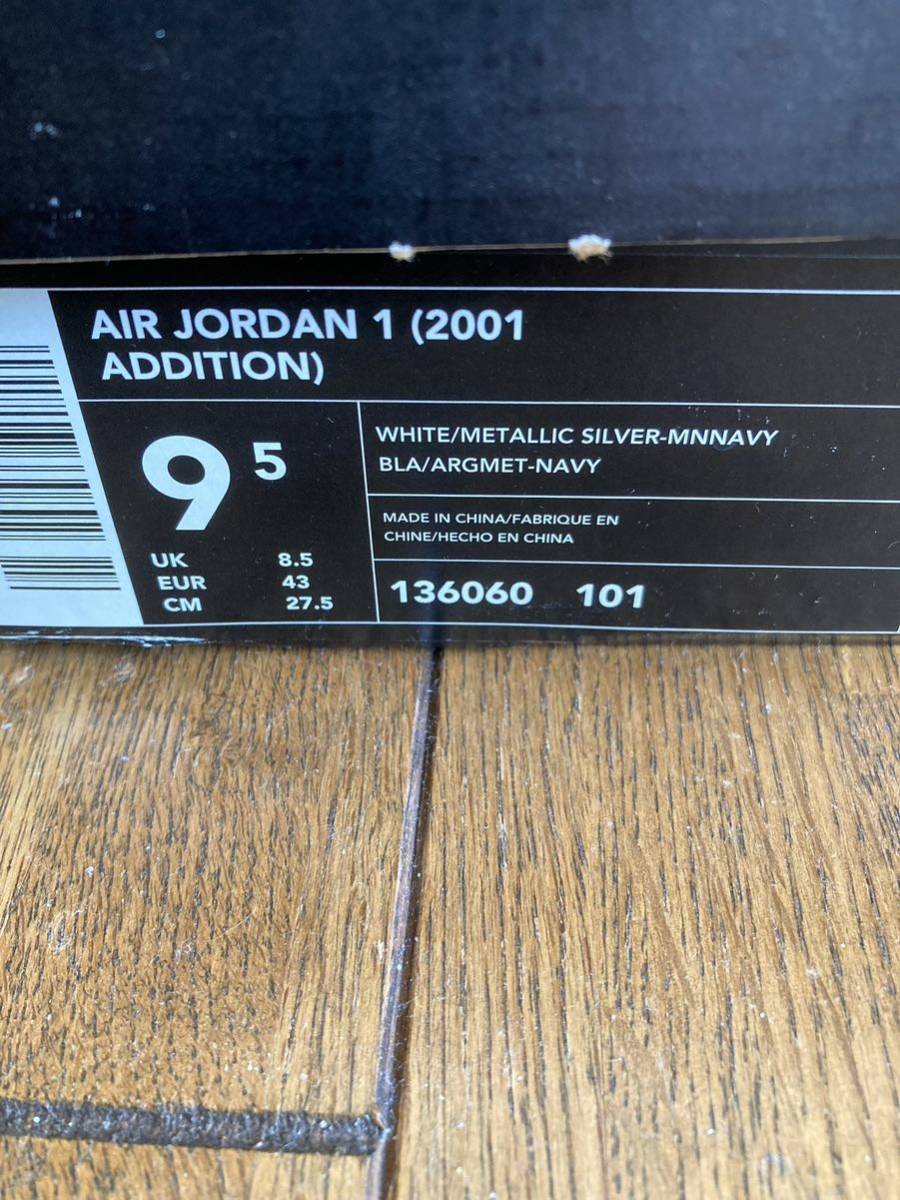 AIR JORDAN 1 (2001
ADDITION)
9 5
UK 8.5
EUR 43
CM 27.5
WHITE/METALLIC SILVER-MNNAVY
BLA/ARGMET-NAVY
MADE IN CHINA/FABRIQUE EN
CHINE/HECHO EN CHINA
136060 101